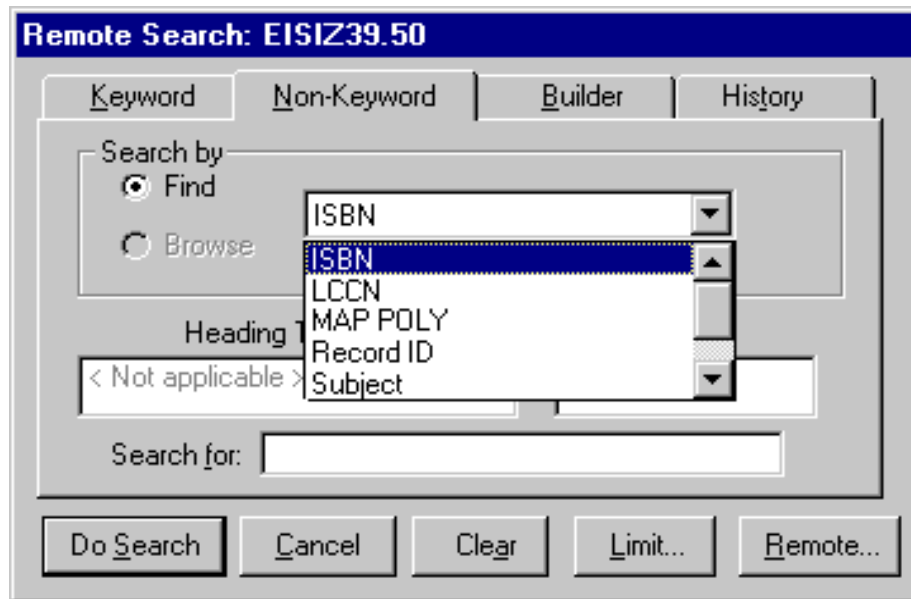 Remote Search: EISIZ39.50
Keyword Non-Keyword Builder History
Search by
Find
ISBN
Browse
ISBN
LCCN
MAP POLY
Heading T
Record ID
< Not applicable >
Subject
Search for:
Do Search Cancel Clear Limit... Remote...